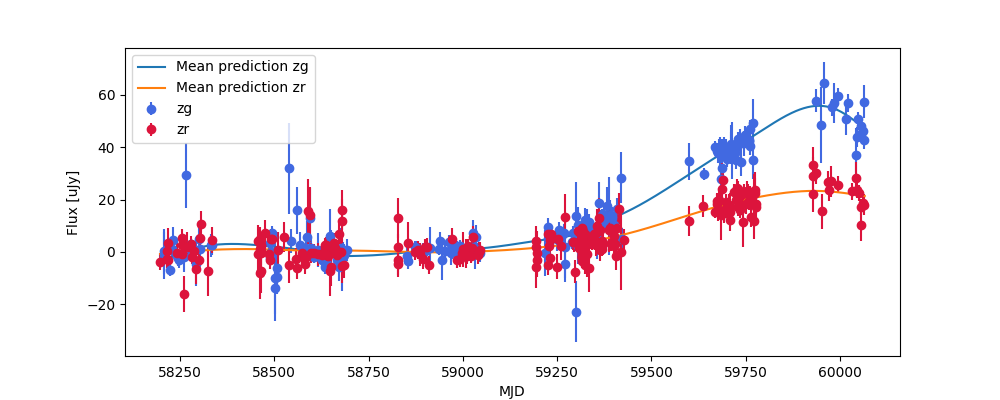 Mean prediction zg
Mean prediction zr
zg
zr
Flux [uJy]
60
40
20
0
−20
58250 58500 58750 59000 59250 59500 59750 60000
MJD